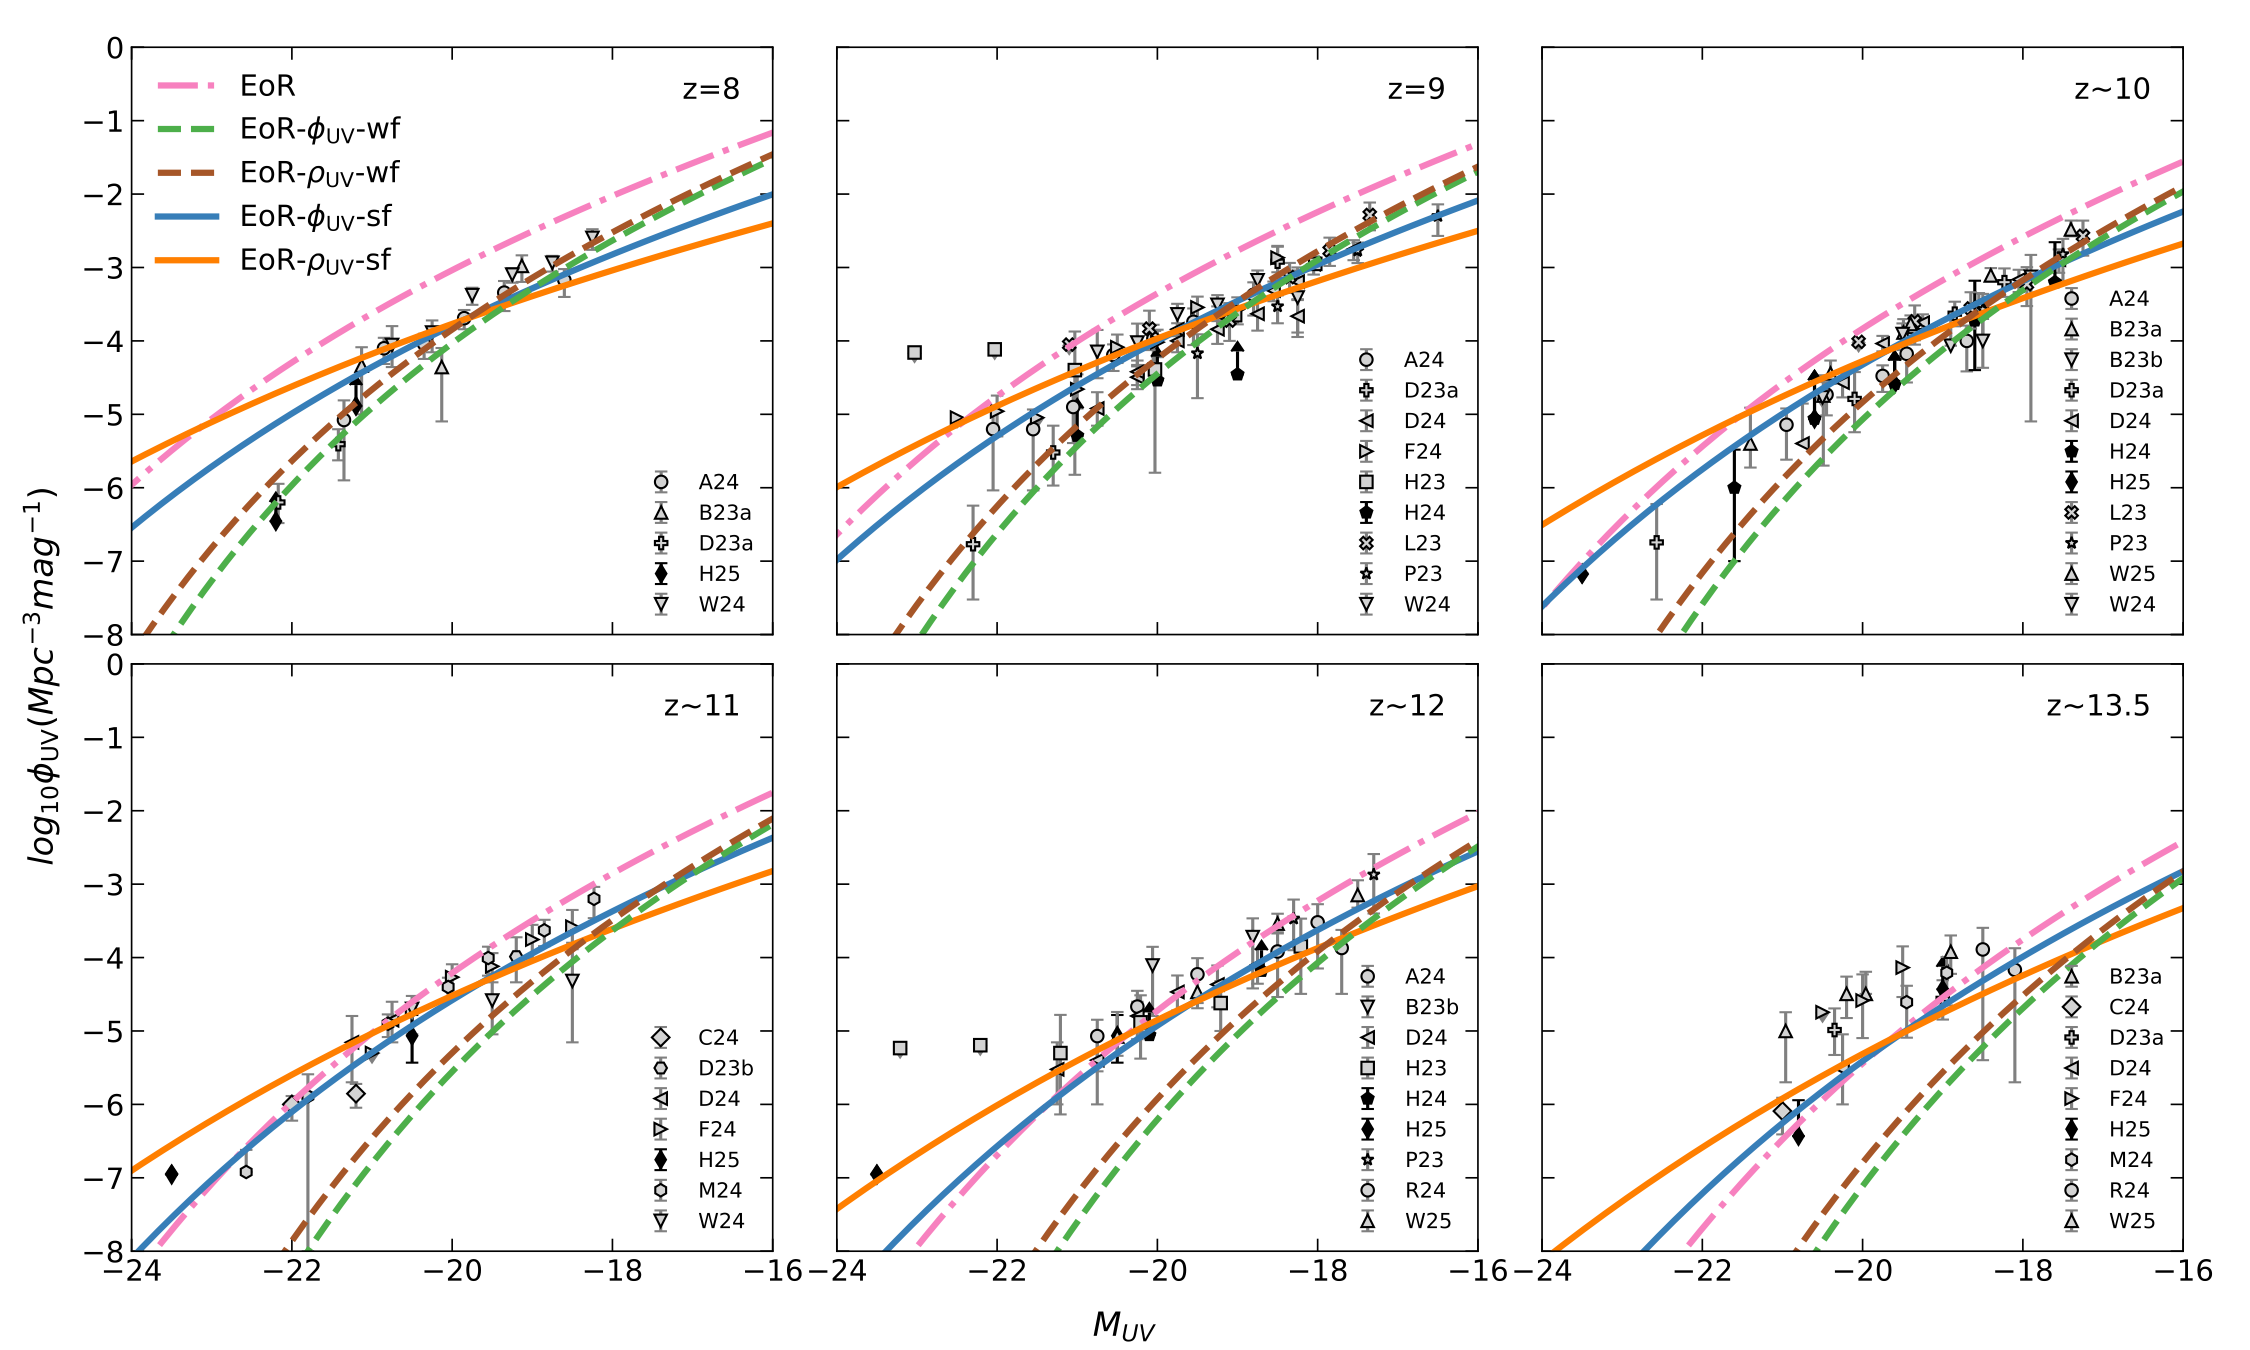 0
−1
−2
−3
−4
−5
−6
−7
−8
EoR
EoR-ϕUV-wf
EoR-ρUV-wf
EoR-ϕUV-sf
EoR-ρUV-sf
z=8
A24
B23a
D23a
H25
W24
z=9
A24
D23a
D24
F24
H23
H24
L23
P23
W24
z~10
A24
B23a
B23b
D23a
D24
H24
H25
L23
P23
W25
W24
log10ϕUV(Mpc−3mag−1)
0
−1
−2
−3
−4
−5
−6
−7
−8
z~11
C24
D23b
D24
F24
H25
M24
W24
−24 −22 −20 −18 −16
z~12
A24
B23b
D24
H23
H24
H25
P23
R24
W25
−24 −22 −20 −18 −16
z~13.5
B23a
C24
D23a
D24
F24
H25
M24
R24
W25
−24 −22 −20 −18 −16
MUV